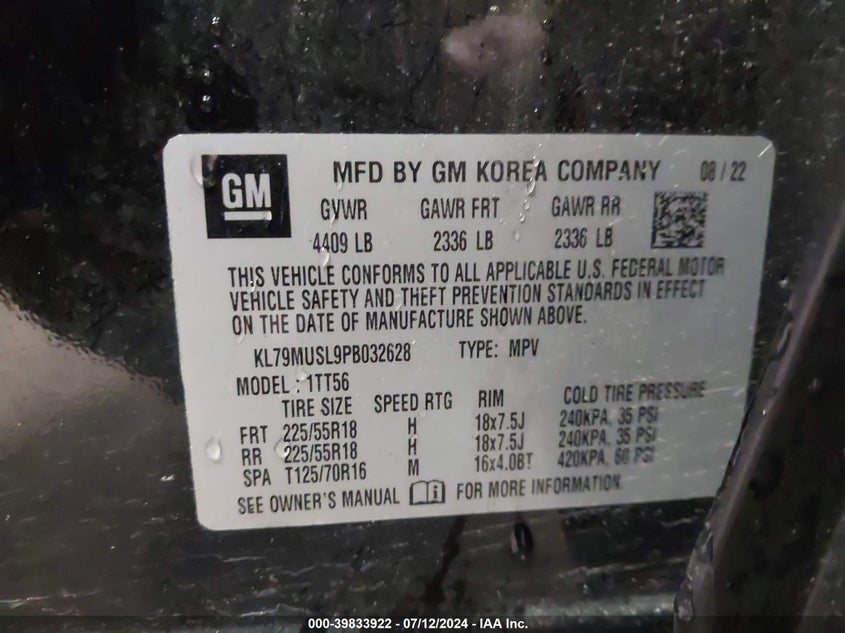 GM
MFD BY GM KOREA COMPANY 08 / 22
GVWR GAWR FRT GAWR RR
4409 LB 2336 LB 2336 LB
THIS VEHICLE CONFORMS TO ALL APPLICABLE U.S. FEDERAL MOTOR
VEHICLE SAFETY AND THEFT PREVENTION STANDARDS IN EFFECT
ON THE DATE OF MANUFACTURE SHOWN ABOVE.
KL79MUSL9PB032628 TYPE: MPV
MODEL : 1TT56
TIRE SIZE SPEED RTG RIM COLD TIRE PRESSURE
FRT 225/55R18 H 18x7.5J 240KPA, 35 PSI
RR 225/55R18 H 18x7.5J 240KPA, 35 PSI
SPA T125/70R16 M 16x4.0BT 420KPA, 60 PSI
SEE OWNER'S MANUAL FOR MORE INFORMATION
000-39833922 - 07/12/2024 - IAA Inc.